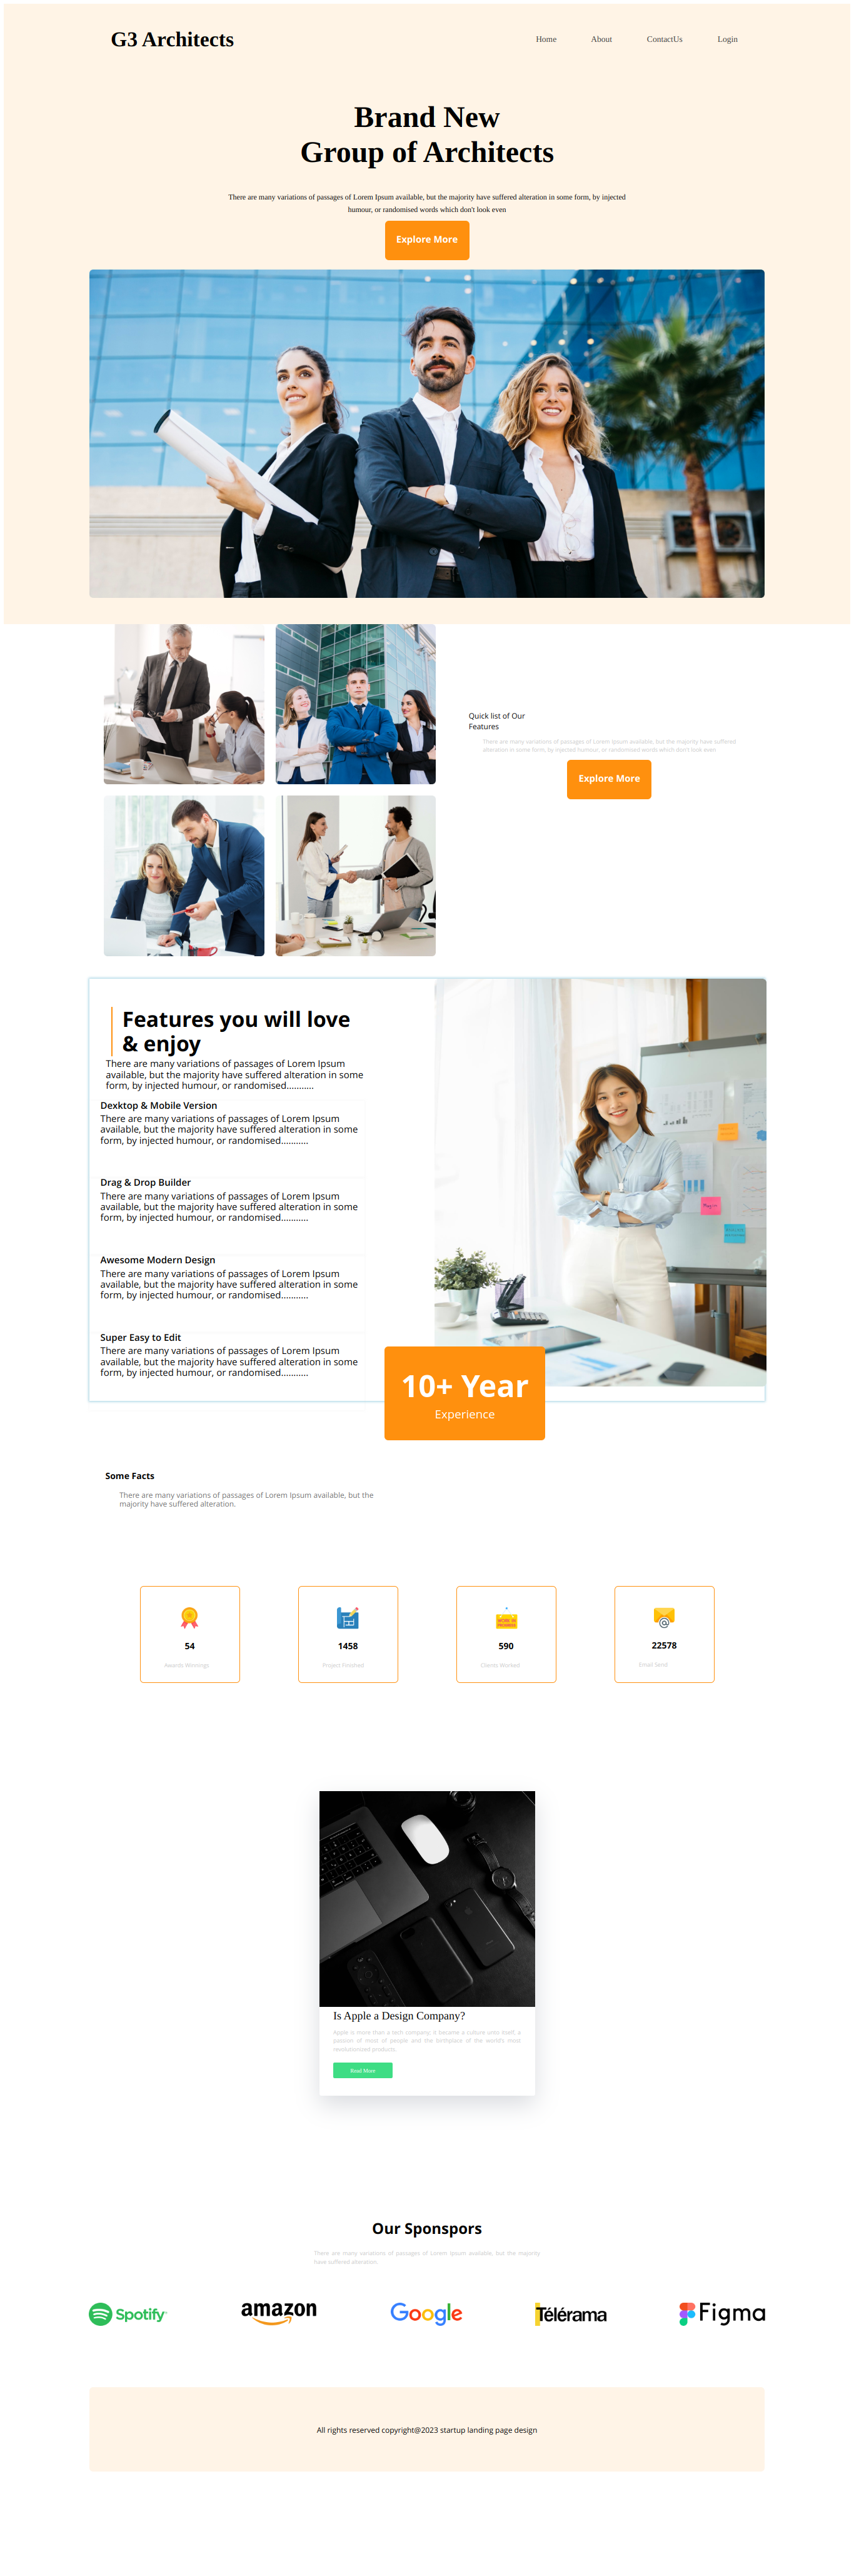 G3 Architects
Home About ContactUs Login
Brand New
Group of Architects
There are many variations of passages of Lorem Ipsum available, but the majority have suffered alteration in some form, by injected
humour, or randomised words which don't look even
Explore More
Quick list of Our
Features
There are many variations of passages of Lorem Ipsum available, but the majority have suffered
alteration in some form, by injected humour, or randomised words which don't look even
Explore More
Features you will love
& enjoy
There are many variations of passages of Lorem Ipsum
available, but the majority have suffered alteration in some
form, by injected humour, or randomised...........
Dexktop & Mobile Version
There are many variations of passages of Lorem Ipsum
available, but the majority have suffered alteration in some
form, by injected humour, or randomised...........
Drag & Drop Builder
There are many variations of passages of Lorem Ipsum
available, but the majority have suffered alteration in some
form, by injected humour, or randomised...........
Awesome Modern Design
There are many variations of passages of Lorem Ipsum
available, but the majority have suffered alteration in some
form, by injected humour, or randomised...........
Super Easy to Edit
There are many variations of passages of Lorem Ipsum
available, but the majority have suffered alteration in some
form, by injected humour, or randomised...........
10+ Year
Experience
Some Facts
There are many variations of passages of Lorem Ipsum available, but the
majority have suffered alteration.
54
Awards Winnings
1458
Project Finished
WORK IN
PROGRESS
590
Clients Worked
22578
Email Send
Is Apple a Design Company?
Apple is more than a tech company; it became a culture unto itself, a
passion of most of people and the birthplace of the world's most
revolutionized products.
Read More
Our Sponspors
There are many variations of passages of Lorem Ipsum available, but the majority
have suffered alteration.
Spotify amazon Google Télérama Figma
All rights reserved copyright@2023 startup landing page design